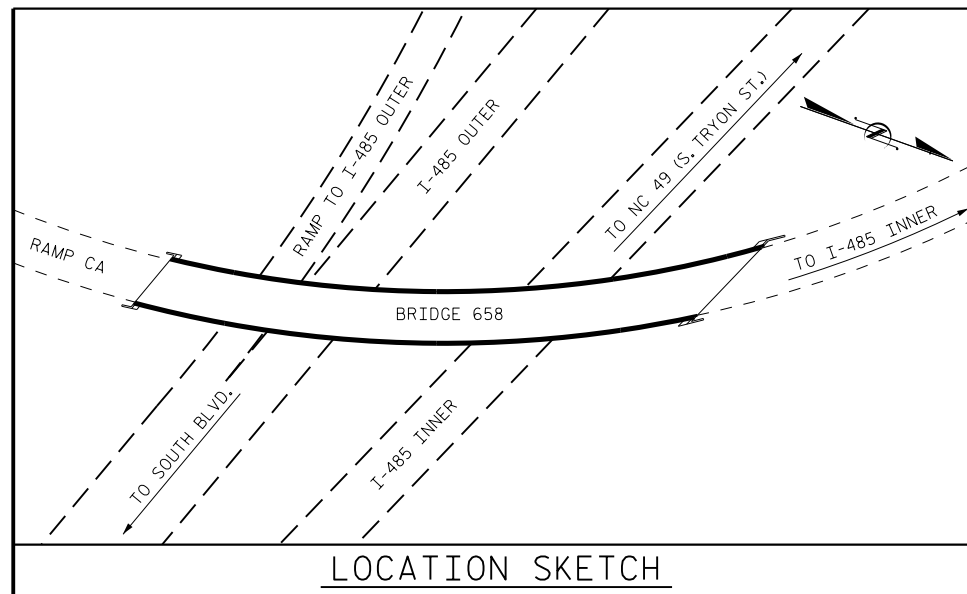 RAMP TO I-485 OUTER
I-485 OUTER
TO NC 49 (S. TRYON ST.)
N
RAMP CA
TO I-485 INNER
BRIDGE 658
TO SOUTH BLVD.
I-485 INNER
LOCATION SKETCH